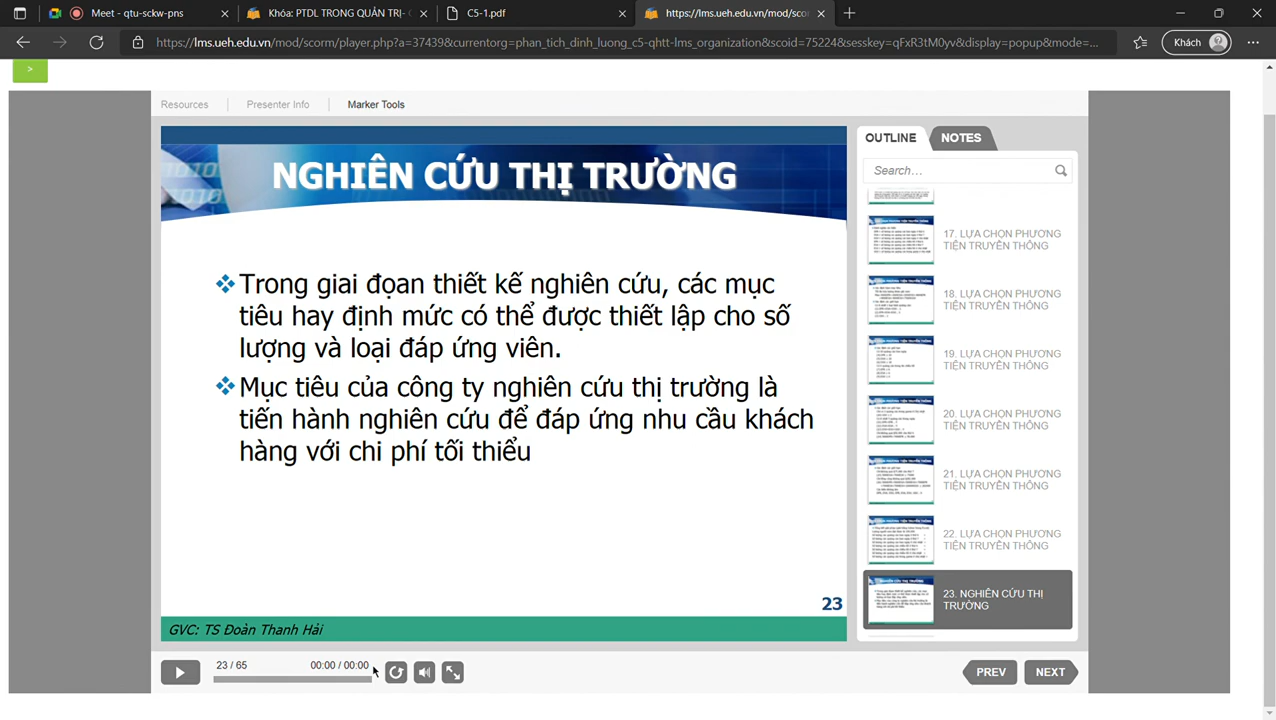 Meet - qtu-sckw-pns
Khóa: PTDL TRONG QUẢN TRỊ-
C5-1.pdf
https://lms.ueh.edu.vn/mod/scor
https://lms.ueh.edu.vn/mod/scorm/player.php?a=37439&currentorg=phan_tich_dinh_luong_c5-qhtt-lms_organization&scoid=75224&sesskey=qFxR3tM0yv&display=popup&mode=...
Khách
>
Resources
Presenter Info
Marker Tools
NGHIÊN CỨU THỊ TRƯỜNG
Trong giai đọan thiết kế nghiên cứu, các mục
tiêu hay định mức có thể được thiết lập cho số
lượng và loại đáp ứng viên.
Mục tiêu của công ty nghiên cứu thị trường là
tiến hành nghiên cứu để đáp ứng nhu cầu khách
hàng với chi phí tối thiểu
23
GVC: TS Đoàn Thanh Hải
23 / 65
00:00 / 00:00
OUTLINE
NOTES
Search...
17. LỰA CHỌN PHƯƠNG
TIỆN TRUYỀN THÔNG
18. LỰA CHỌN PHƯƠNG
TIỆN TRUYỀN THÔNG
19. LỰA CHỌN PHƯƠNG
TIỆN TRUYỀN THÔNG
20. LỰA CHỌN PHƯƠNG
TIỆN TRUYỀN THÔNG
21. LỰA CHỌN PHƯƠNG
TIỆN TRUYỀN THÔNG
22. LỰA CHỌN PHƯƠNG
TIỆN TRUYỀN THÔNG
23. NGHIÊN CỨU THỊ
TRƯỜNG
PREV
NEXT